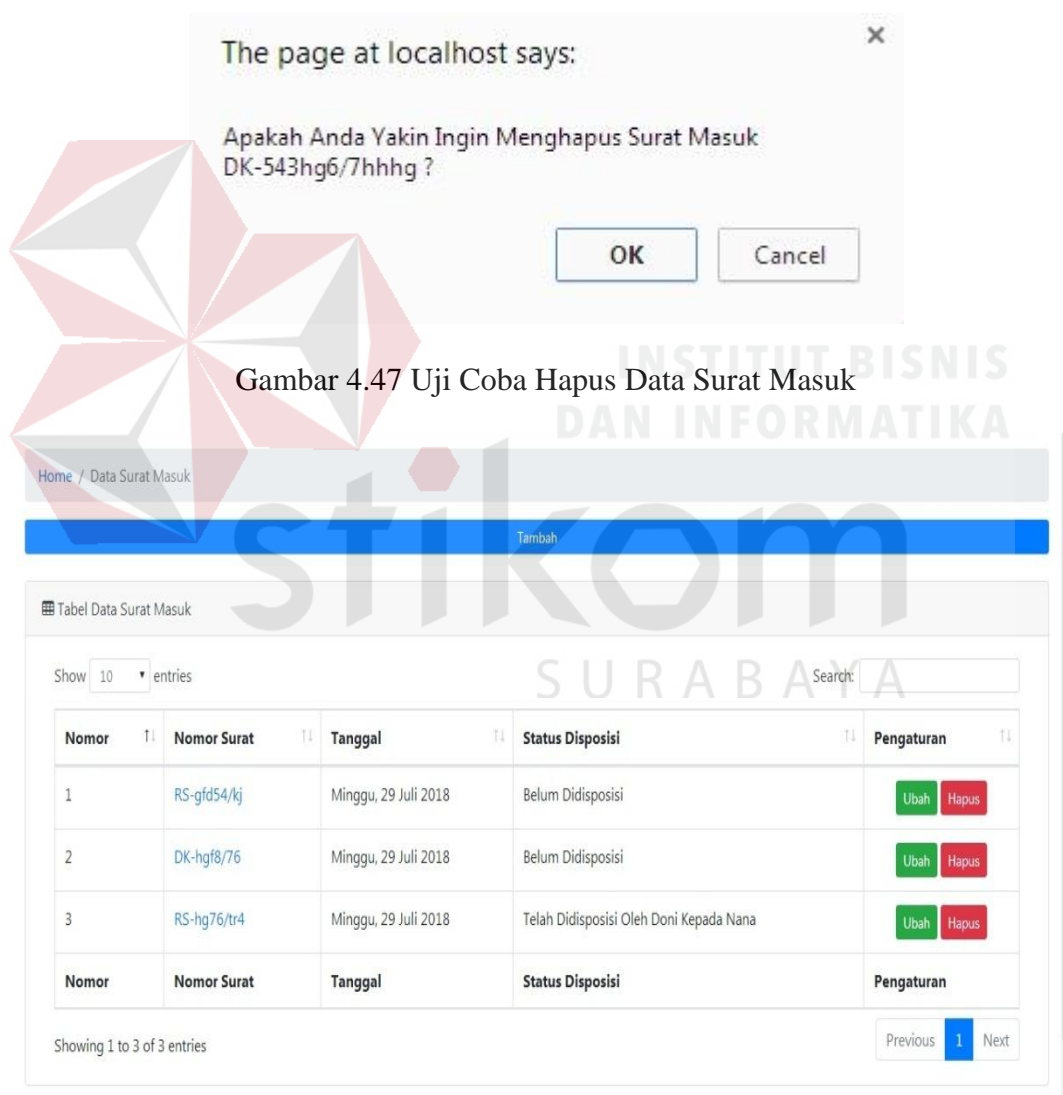 The page at localhost says:
Apakah Anda Yakin Ingin Menghapus Surat Masuk
DK-543hg6/7hhhg ?
OK Cancel
INSTITUT BISNIS
Gambar 4.47 Uji Coba Hapus Data Surat Masuk
DAN INFORMATIKA
Home / Data Surat Masuk
stikom
Tambah
Tabel Data Surat Masuk
SURABAYA
Show 10 entries Search:
Nomor Nomor Surat Tanggal Status Disposisi Pengaturan
1 RS-gfd54/kj Minggu, 29 Juli 2018 Belum Didisposisi Ubah Hapus
2 DK-hgf8/76 Minggu, 29 Juli 2018 Belum Didisposisi Ubah Hapus
3 RS-hg76/tr4 Minggu, 29 Juli 2018 Telah Didisposisi Oleh Doni Kepada Nana Ubah Hapus
Nomor Nomor Surat Tanggal Status Disposisi Pengaturan
Showing 1 to 3 of 3 entries Previous 1 Next